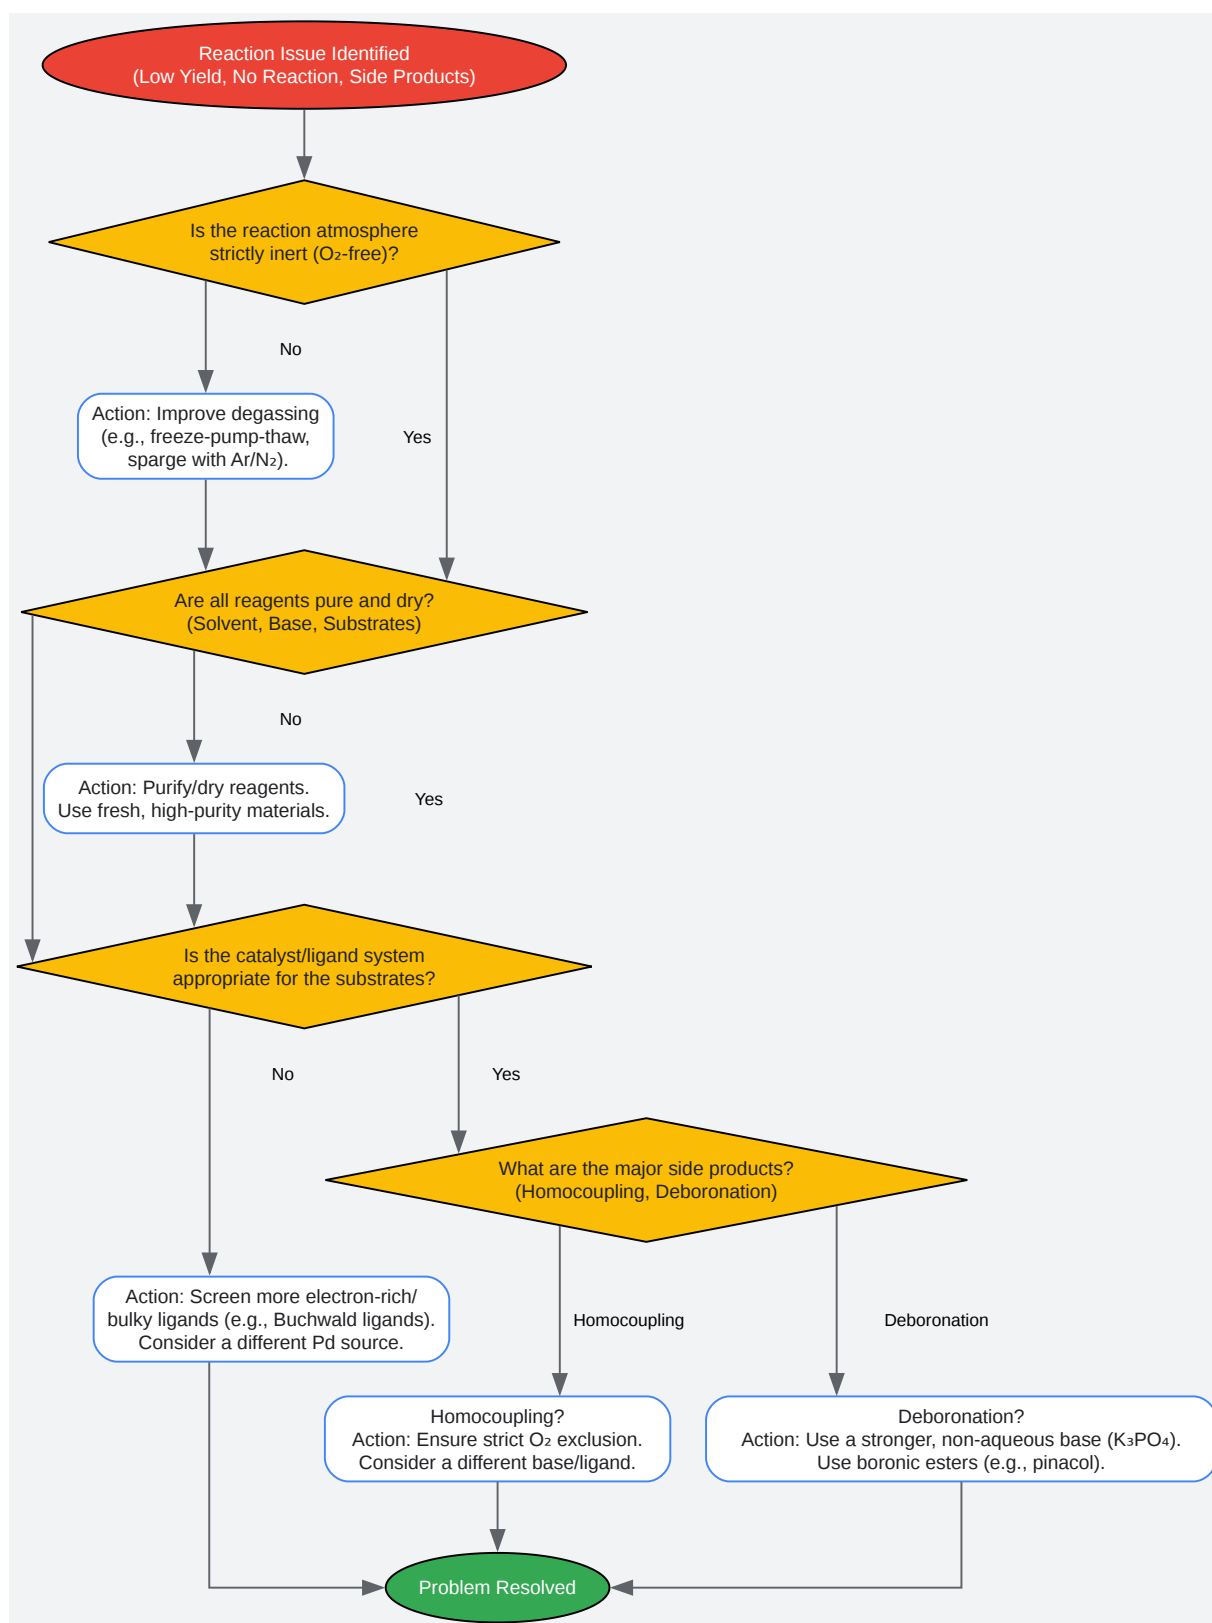 Reaction Issue Identified
(Low Yield, No Reaction, Side Products)
Is the reaction atmosphere
strictly inert (O₂-free)?
No
Action: Improve degassing
(e.g., freeze-pump-thaw,
sparge with Ar/N₂).
Yes
Are all reagents pure and dry?
(Solvent, Base, Substrates)
No
Action: Purify/dry reagents.
Use fresh, high-purity materials.
Yes
Is the catalyst/ligand system
appropriate for the substrates?
No
Yes
What are the major side products?
(Homocoupling, Deboronation)
Action: Screen more electron-rich/
bulky ligands (e.g., Buchwald ligands).
Consider a different Pd source.
Homocoupling
Deboronation
Homocoupling?
Action: Ensure strict O₂ exclusion.
Consider a different base/ligand.
Deboronation?
Action: Use a stronger, non-aqueous base (K₃PO₄).
Use boronic esters (e.g., pinacol).
Problem Resolved